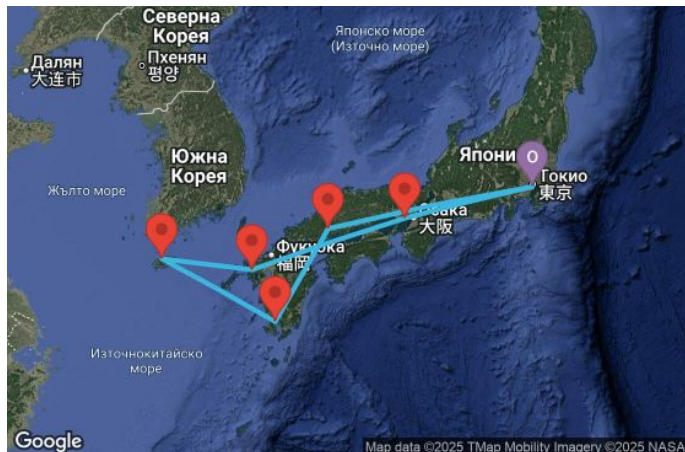 Северна
Корея
Японско море
(Източно море)
Далян
大连市
Пхенян
평양
Южна
Корея
Япони
О
Токио
東京
Жълто море
Осака
大阪
Фукуока
福岡
Източнокитайско
море
Google
Map data ©2025 TMap Mobility Imagery ©2025 NASA